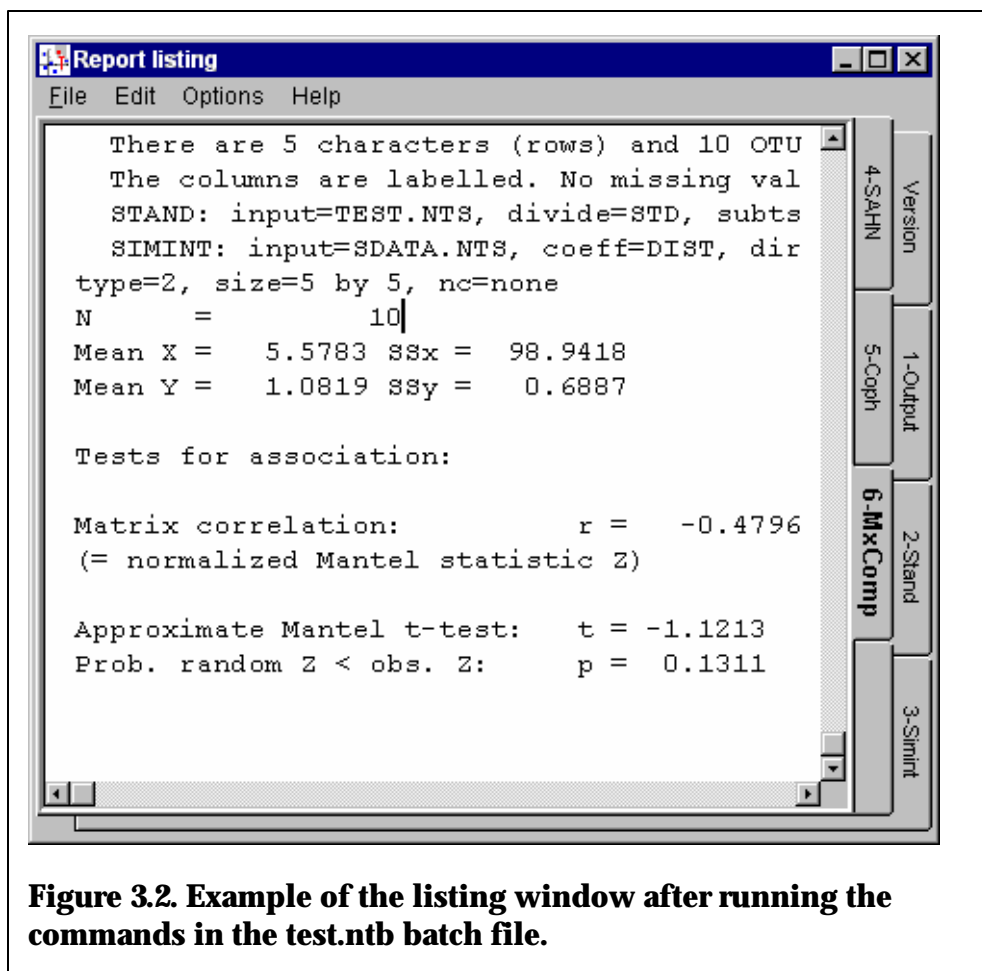 Report listing
File Edit Options Help
There are 5 characters (rows) and 10 OTU
The columns are labelled. No missing val
STAND: input=TEST.NTS, divide=STD, subts
SIMINT: input=SDATA.NTS, coeff=DIST, dir
type=2, size=5 by 5, nc=none
N = 10
Mean X = 5.5783 SSx = 98.9418
Mean Y = 1.0819 SSy = 0.6887
Tests for association:
Matrix correlation: r = -0.4796
(= normalized Mantel statistic Z)
Approximate Mantel t-test: t = -1.1213
Prob. random Z < obs. Z: p = 0.1311
4-SAHN
5-Coph
6-MxComp
Version
1-Output
2-Stand
3-Simint
Figure 3.2. Example of the listing window after running the
commands in the test.ntb batch file.